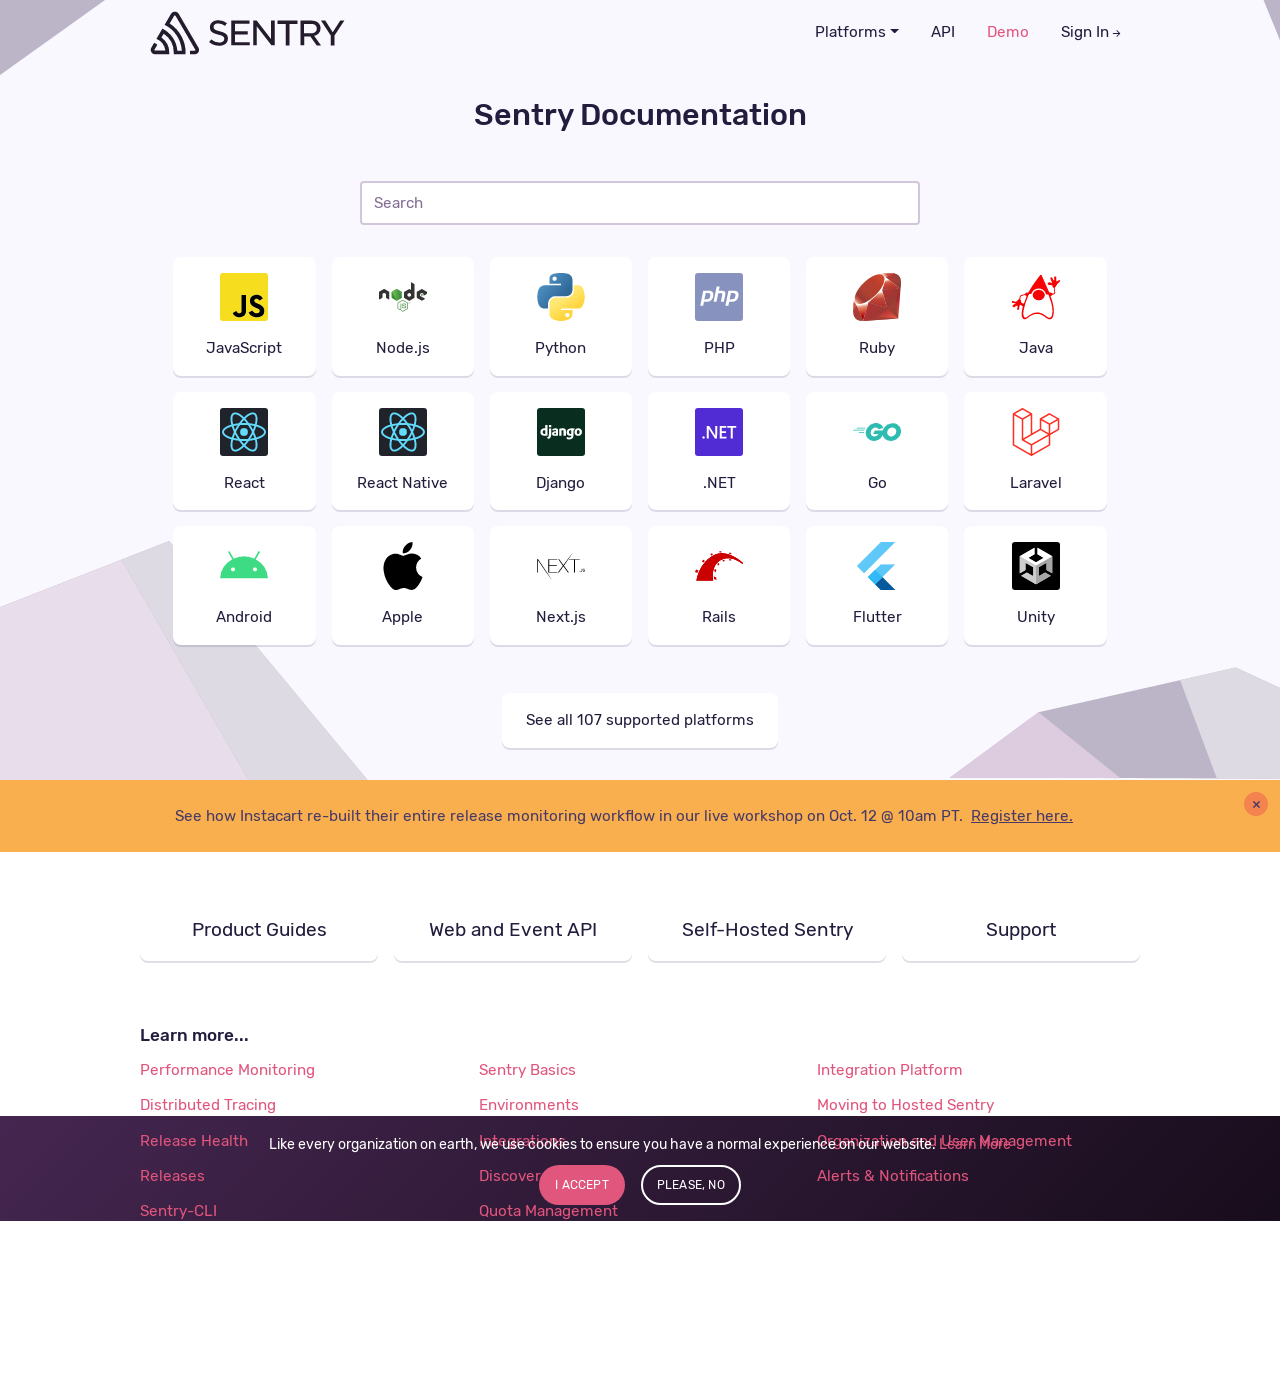 SENTRY
Platforms API Demo Sign In →
Sentry Documentation
Search
JS node JS php
JavaScript Node.js Python PHP Ruby Java
django .NET GO
React React Native Django .NET Go Laravel
NEXT.JS
Android Apple Next.js Rails Flutter Unity
See all 107 supported platforms
See how Instacart re-built their entire release monitoring workflow in our live workshop on Oct. 12 @ 10am PT. Register here. ×
Product Guides Web and Event API Self-Hosted Sentry Support
Learn more...
Performance Monitoring Sentry Basics Integration Platform
Distributed Tracing Environments Moving to Hosted Sentry
Release Health Integrations Organization and User Management
Like every organization on earth, we use cookies to ensure you have a normal experience on our website. Learn More
Releases Discover Alerts & Notifications
I ACCEPT PLEASE, NO
Sentry-CLI Quota Management